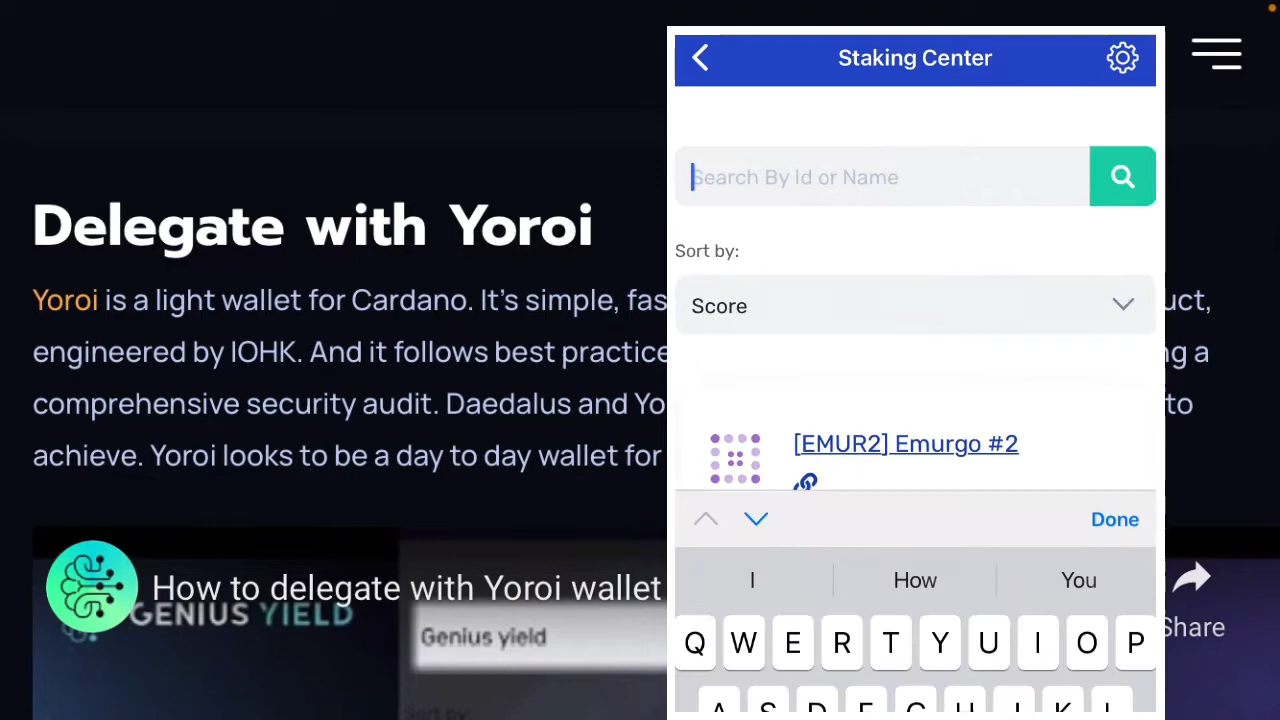 Delegate with Yoroi
Yoroi is a light wallet for Cardano. It's simple, fas
uct,
engineered by IOHK. And it follows best practice
g a
comprehensive security audit. Daedalus and Yo
to
achieve. Yoroi looks to be a day to day wallet for
How to delegate with Yoroi wallet
GENIUS YIELD
Genius yield
Sort by:
Share
Staking Center
Search By Id or Name
Sort by:
Score
[EMUR2] Emurgo #2
Done
I How You
Q W E R T Y U I O P
A S D F G H J K L